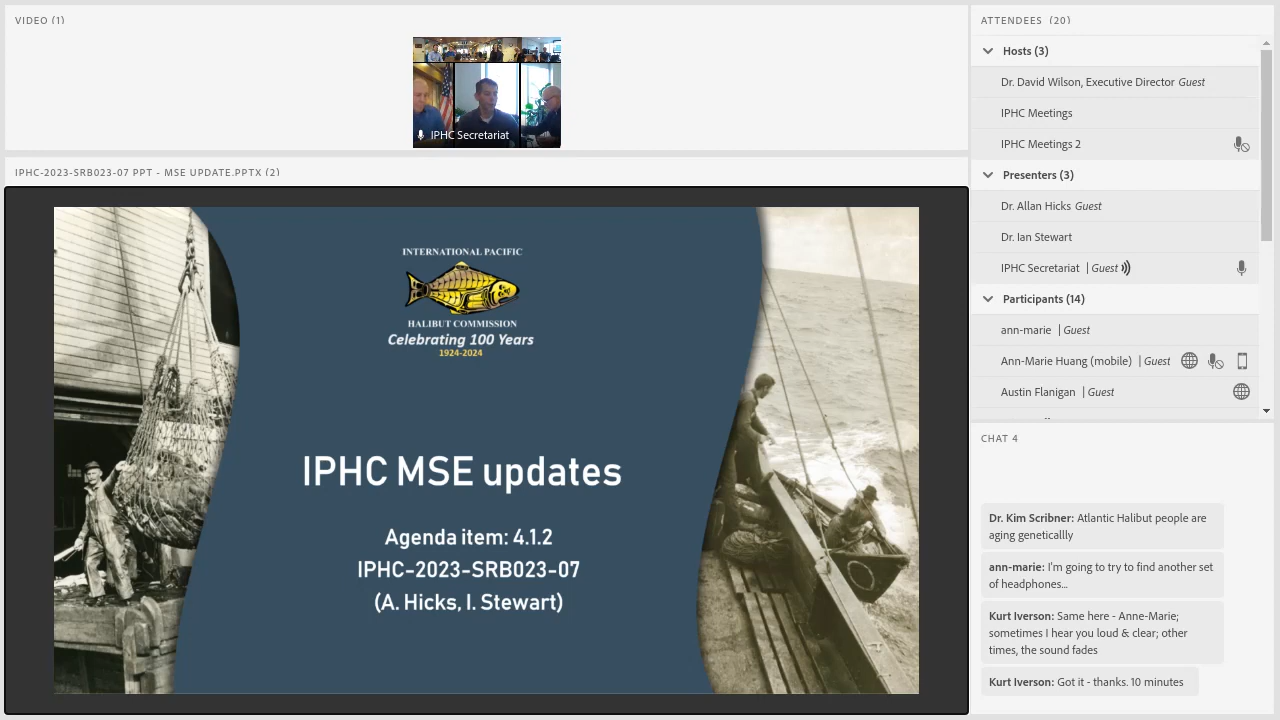 VIDEO (1)
IPHC Secretariat
IPHC-2023-SRB023-07 PPT - MSE UPDATE.PPTX (2)
INTERNATIONAL PACIFIC
HALIBUT COMMISSION
Celebrating 100 Years
1924-2024
IPHC MSE updates
Agenda item: 4.1.2
IPHC-2023-SRB023-07
(A. Hicks, I. Stewart)
ATTENDEES (20)
Hosts (3)
Dr. David Wilson, Executive Director Guest
IPHC Meetings
IPHC Meetings 2
Presenters (3)
Dr. Allan Hicks Guest
Dr. Ian Stewart
IPHC Secretariat | Guest
Participants (14)
ann-marie | Guest
Ann-Marie Huang (mobile) | Guest
Austin Flanigan | Guest
CHAT 4
Dr. Kim Scribner: Atlantic Halibut people are
aging geneticallly
ann-marie: I'm going to try to find another set
of headphones...
Kurt Iverson: Same here - Anne-Marie;
sometimes I hear you loud & clear; other
times, the sound fades
Kurt Iverson: Got it - thanks. 10 minutes